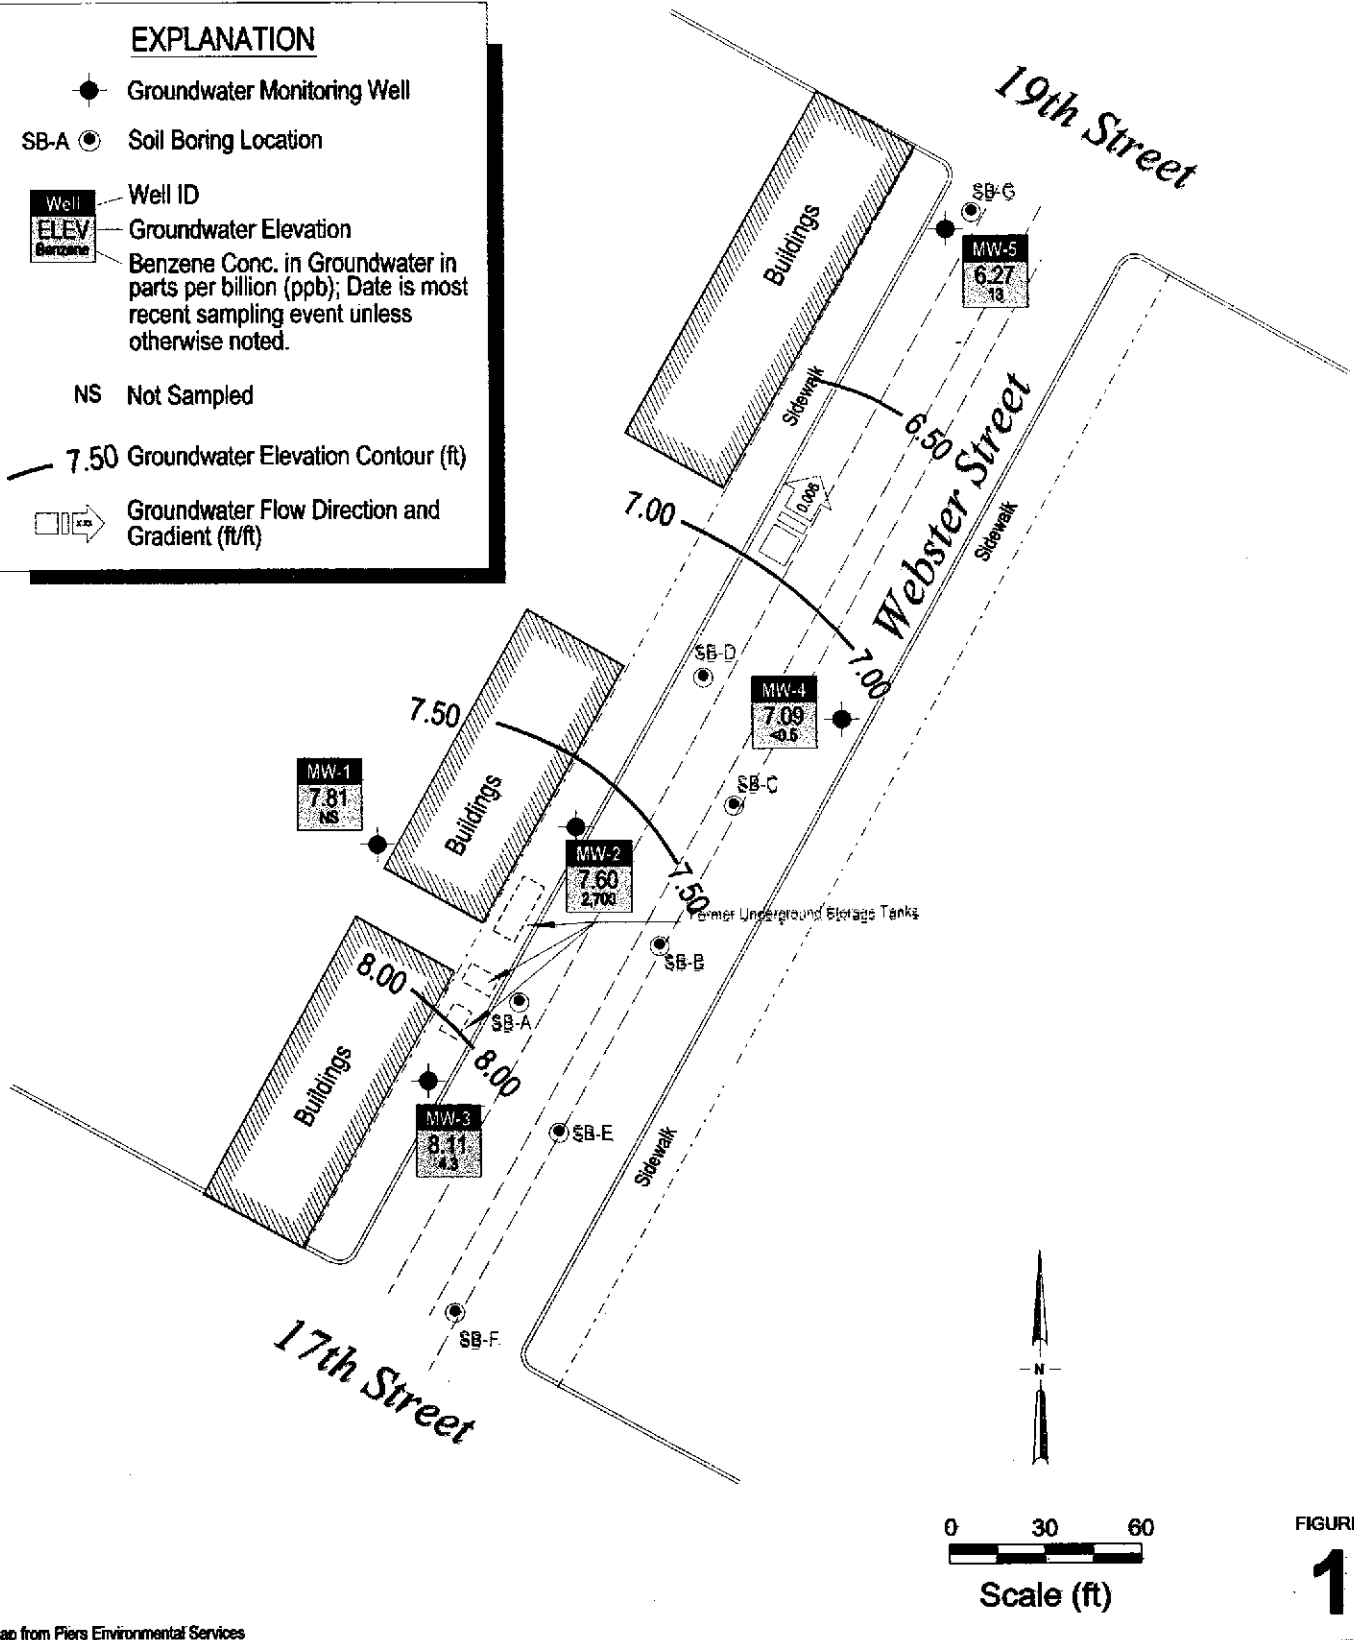 EXPLANATION
Groundwater Monitoring Well
SB-A Soil Boring Location
Well
ELEV
Benzene
Well ID
Groundwater Elevation
Benzene Conc. in Groundwater in
parts per billion (ppb); Date is most
recent sampling event unless
otherwise noted.
NS Not Sampled
7.50 Groundwater Elevation Contour (ft)
x.xx
Groundwater Flow Direction and
Gradient (ft/ft)
19th Street
SB-G
MW-5
6.27
13
Buildings
Sidewalk
6.50
Webster Street
Sidewalk
0.008
7.00
7.00
SB-D
MW-4
7.09
<0.5
7.50
SB-C
MW-1
7.81
NS
Buildings
MW-2
7.60
2,700
7.50
Former Underground Storage Tanks
SB-B
8.00
SB-A
8.00
Buildings
MW-3
8.11
4.3
SB-E
Sidewalk
SB-F
17th Street
N
0 30 60
Scale (ft)
FIGURE
1
ap from Piers Environmental Services